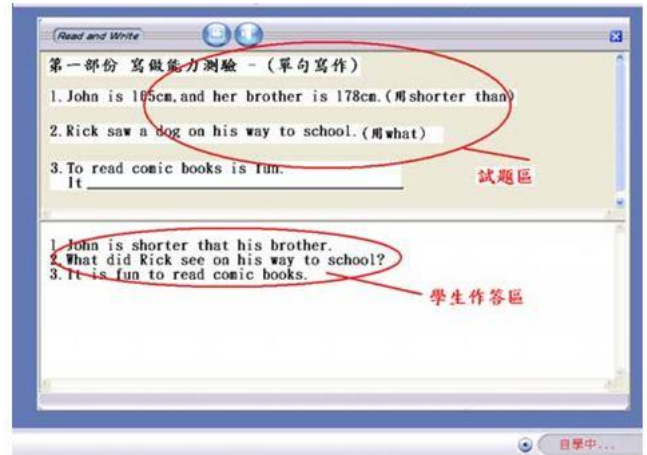 Read and Write
第一部份 寫做能力測驗 - (單句寫作)
1. John is 165cm,and her brother is 178cm.(用shorter than)
2. Rick saw a dog on his way to school.(用what)
3. To read comic books is fun.
It
試題區
1. John is shorter that his brother.
2. What did Rick see on his way to school?
3. It is fun to read comic books.
學生作答區
自學中...